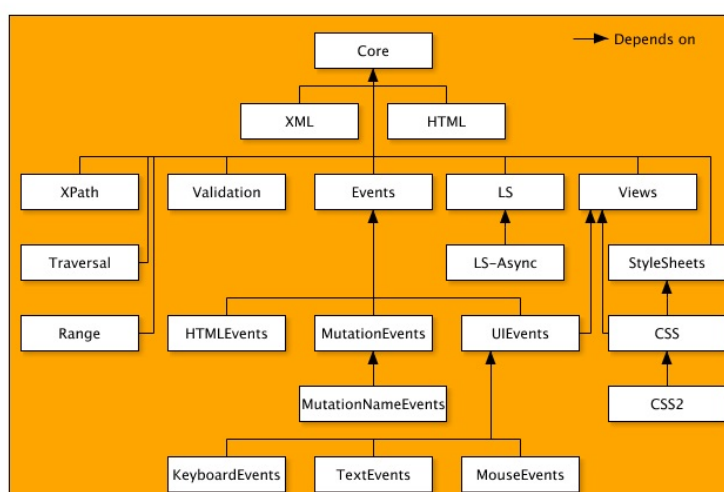 Core
Depends on
XML
HTML
XPath
Validation
Events
LS
Views
Traversal
LS-Async
StyleSheets
Range
HTMLEvents
MutationEvents
UIEvents
CSS
MutationNameEvents
CSS2
KeyboardEvents
TextEvents
MouseEvents